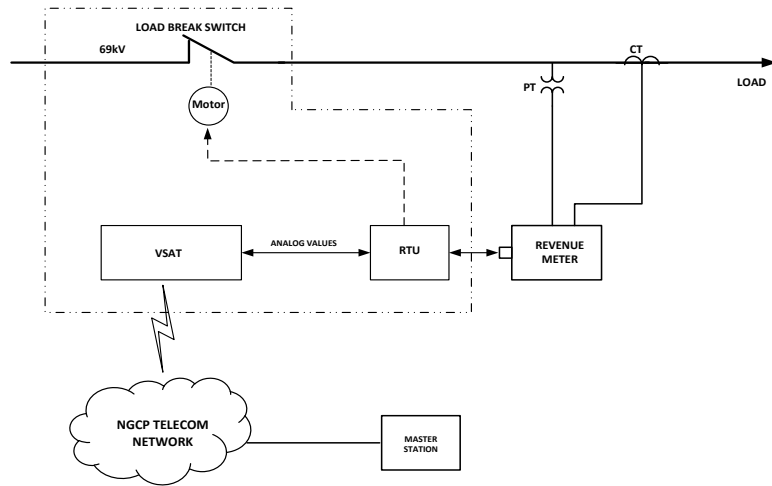 LOAD BREAK SWITCH
69kV
CT
PT
LOAD
Motor
VSAT
ANALOG VALUES
RTU
REVENUE
METER
NGCP TELECOM
NETWORK
MASTER
STATION